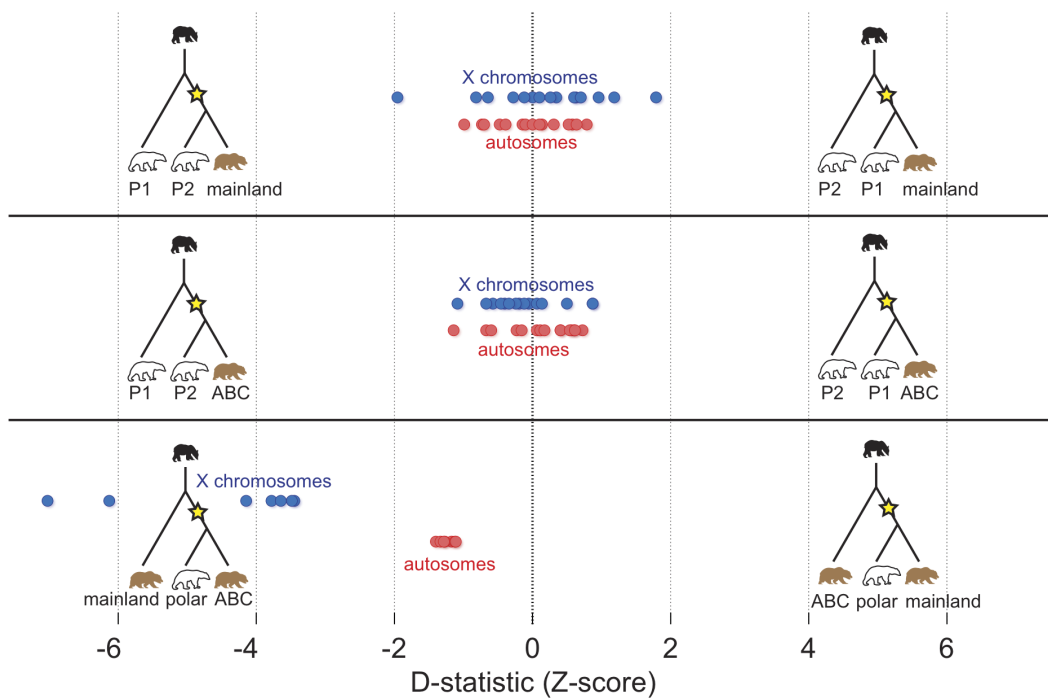 X chromosomes
autosomes
P1 P2 mainland
P2 P1 mainland
X chromosomes
autosomes
P1 P2 ABC
P2 P1 ABC
X chromosomes
autosomes
mainland polar ABC
ABC polar mainland
-6 -4 -2 0 2 4 6
D-statistic (Z-score)